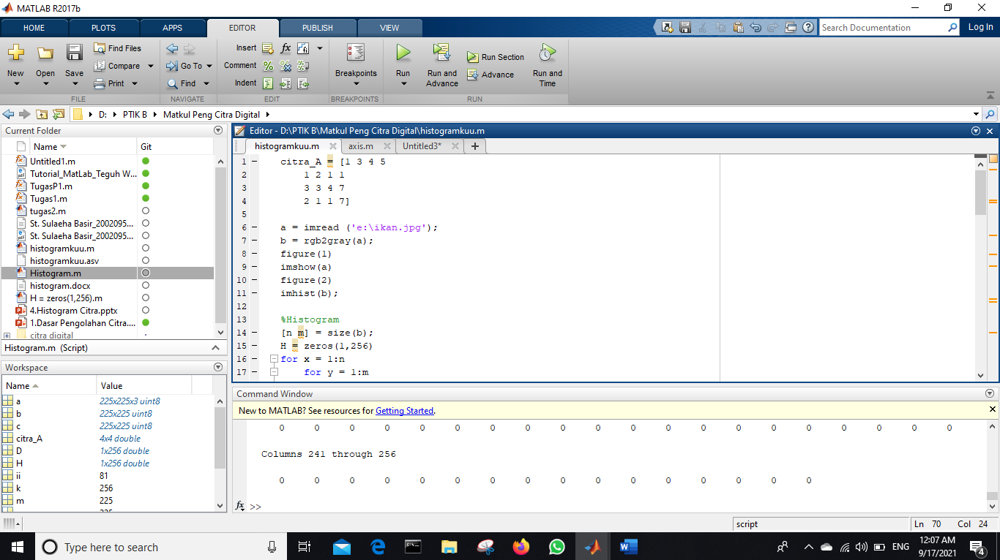 MATLAB R2017b
HOME PLOTS APPS EDITOR PUBLISH VIEW
Search Documentation Log In
New Open Save
Find Files
Compare
Print
FILE
Go To
Find
NAVIGATE
Insert fx
Comment
Indent
EDIT
Breakpoints
BREAKPOINTS
Run
Run and Advance
Run Section
Advance
Run and Time
RUN
D: PTIK B Matkul Peng Citra Digital
Current Folder
Name Git
Untitled1.m
Tutorial_MatLab_Teguh W...
TugasP1.m
Tugas1.m
tugas2.m
St. Sulaeha Basir_2002095...
St. Sulaeha Basir_2002095...
histogramkuu.m
histogramkuu.asv
Histogram.m
histogram.docx
H = zeros(1,256).m
4.Histogram Citra.pptx
1.Dasar Pengolahan Citra....
citra digital
Histogram.m (Script)
Workspace
Name Value
a 225x225x3 uint8
b 225x225 uint8
c 225x225 uint8
citra_A 4x4 double
D 1x256 double
H 1x256 double
ii 81
k 256
m 225
Editor - D:\PTIK B\Matkul Peng Citra Digital\histogramkuu.m
histogramkuu.m axis.m Untitled3* +
1 – citra_A = [1 3 4 5
2 1 2 1 1
3 3 3 4 7
4 2 1 1 7]
5
6 – a = imread ('e:\ikan.jpg');
7 – b = rgb2gray(a);
8 – figure(1)
9 – imshow(a)
10 – figure(2)
11 – imhist(b);
12
13 %Histogram
14 – [n m] = size(b);
15 – H = zeros(1,256)
16 – for x = 1:n
17 – for y = 1:m
Command Window
New to MATLAB? See resources for Getting Started.
0 0 0 0 0 0 0 0 0 0 0 0 0 0 0 0 0 0 0 0
Columns 241 through 256
0 0 0 0 0 0 0 0 0 0 0 0 0 0 0 0
fx >>
script Ln 70 Col 24
Type here to search
ENG
12:07 AM
9/17/2021
4